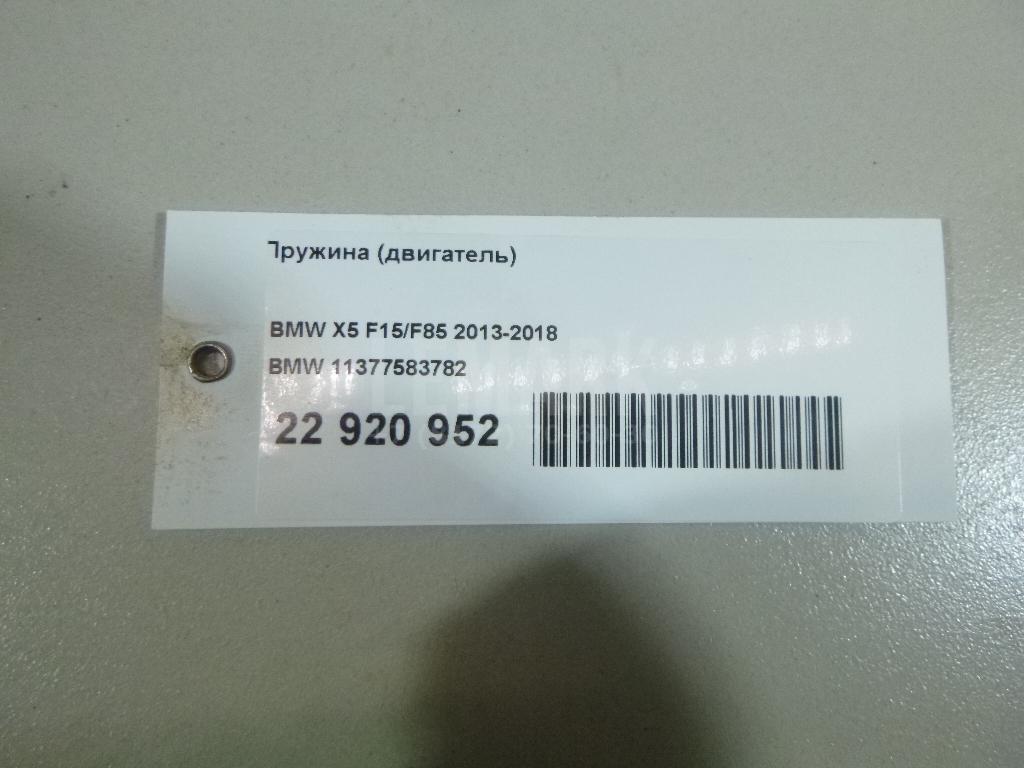 Пружина (двигатель)
BMW X5 F15/F85 2013-2018
BMW 11377583782
22 920 952